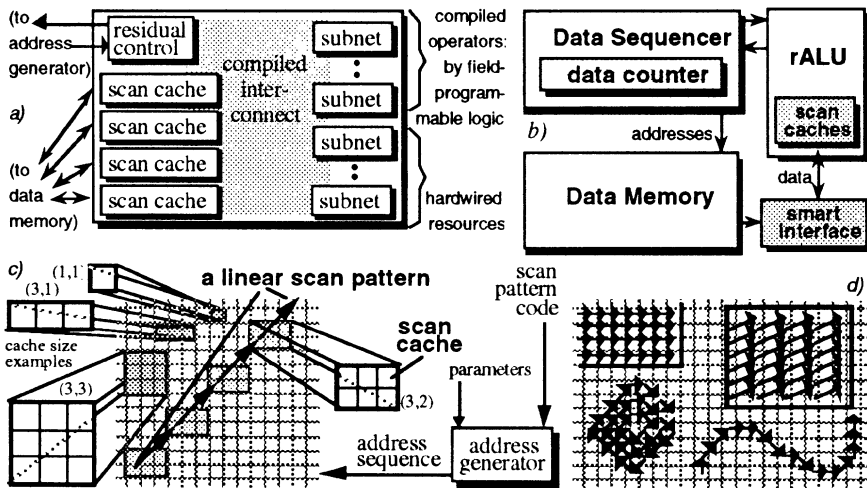 (to
address
generator)
a)
(to
data
memory)
residual
control
scan cache
scan cache
scan cache
scan cache
compiled
inter-
connect
subnet
subnet
subnet
subnet
compiled
operators:
by field-
program-
mable logic
hardwired
resources
b)
Data Sequencer
data counter
rALU
scan
caches
addresses
data
Data Memory
smart
interface
c)
(1,1)
(3,1)
cache size
examples
(3,3)
a linear scan pattern
scan
cache
(3,2)
scan
pattern
code
parameters
address
sequence
address
generator
d)